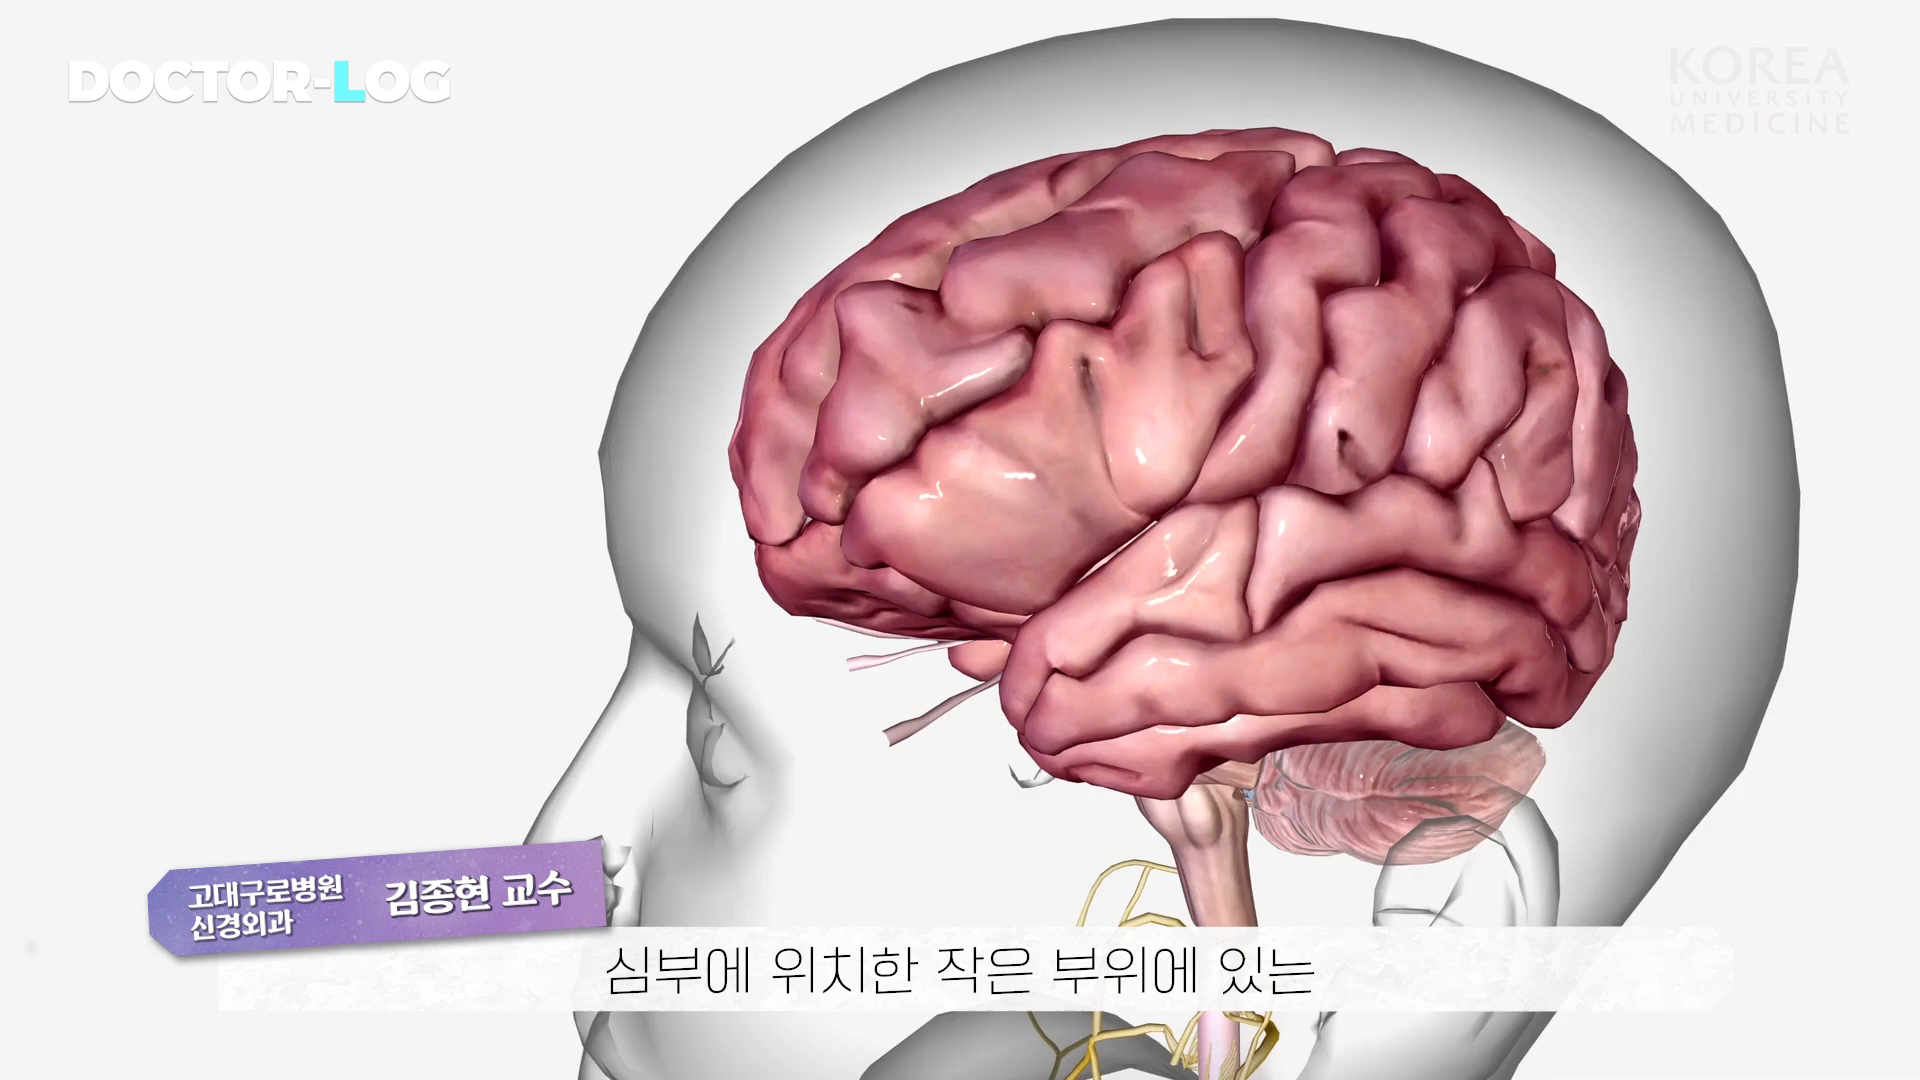 DOCTOR-LOG
KOREA
UNIVERSITY
MEDICINE
고대구로병원
신경외과
김종현 교수
심부에 위치한 작은 부위에 있는